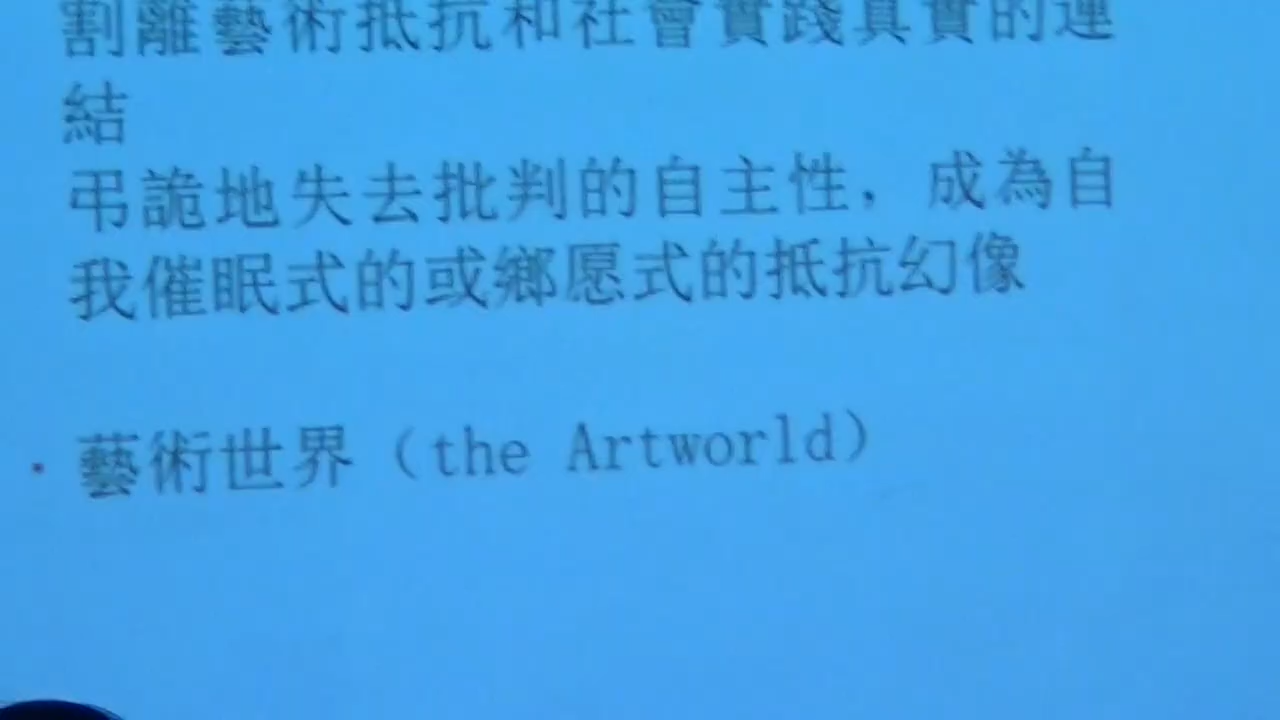 割離藝術抵抗和社會實踐真實的連
結
弔詭地失去批判的自主性，成為自
我催眠式的或鄉愿式的抵抗幻像
・藝術世界（the Artworld）